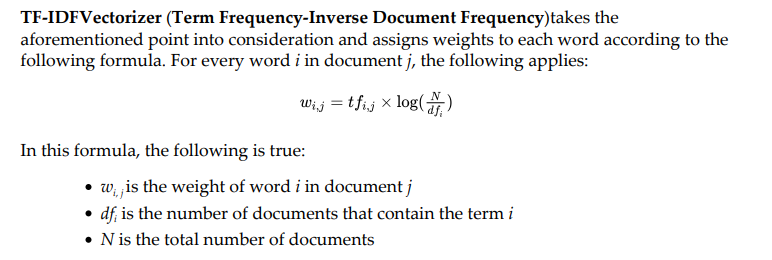 TF-IDFVectorizer (Term Frequency-Inverse Document Frequency)takes the
aforementioned point into consideration and assigns weights to each word according to the
following formula. For every word i in document j, the following applies:
w_{i,j} = tf_{i,j} × log(\frac{N}{df_i})
In this formula, the following is true:
• w_{i,j} is the weight of word i in document j
• df_i is the number of documents that contain the term i
• N is the total number of documents